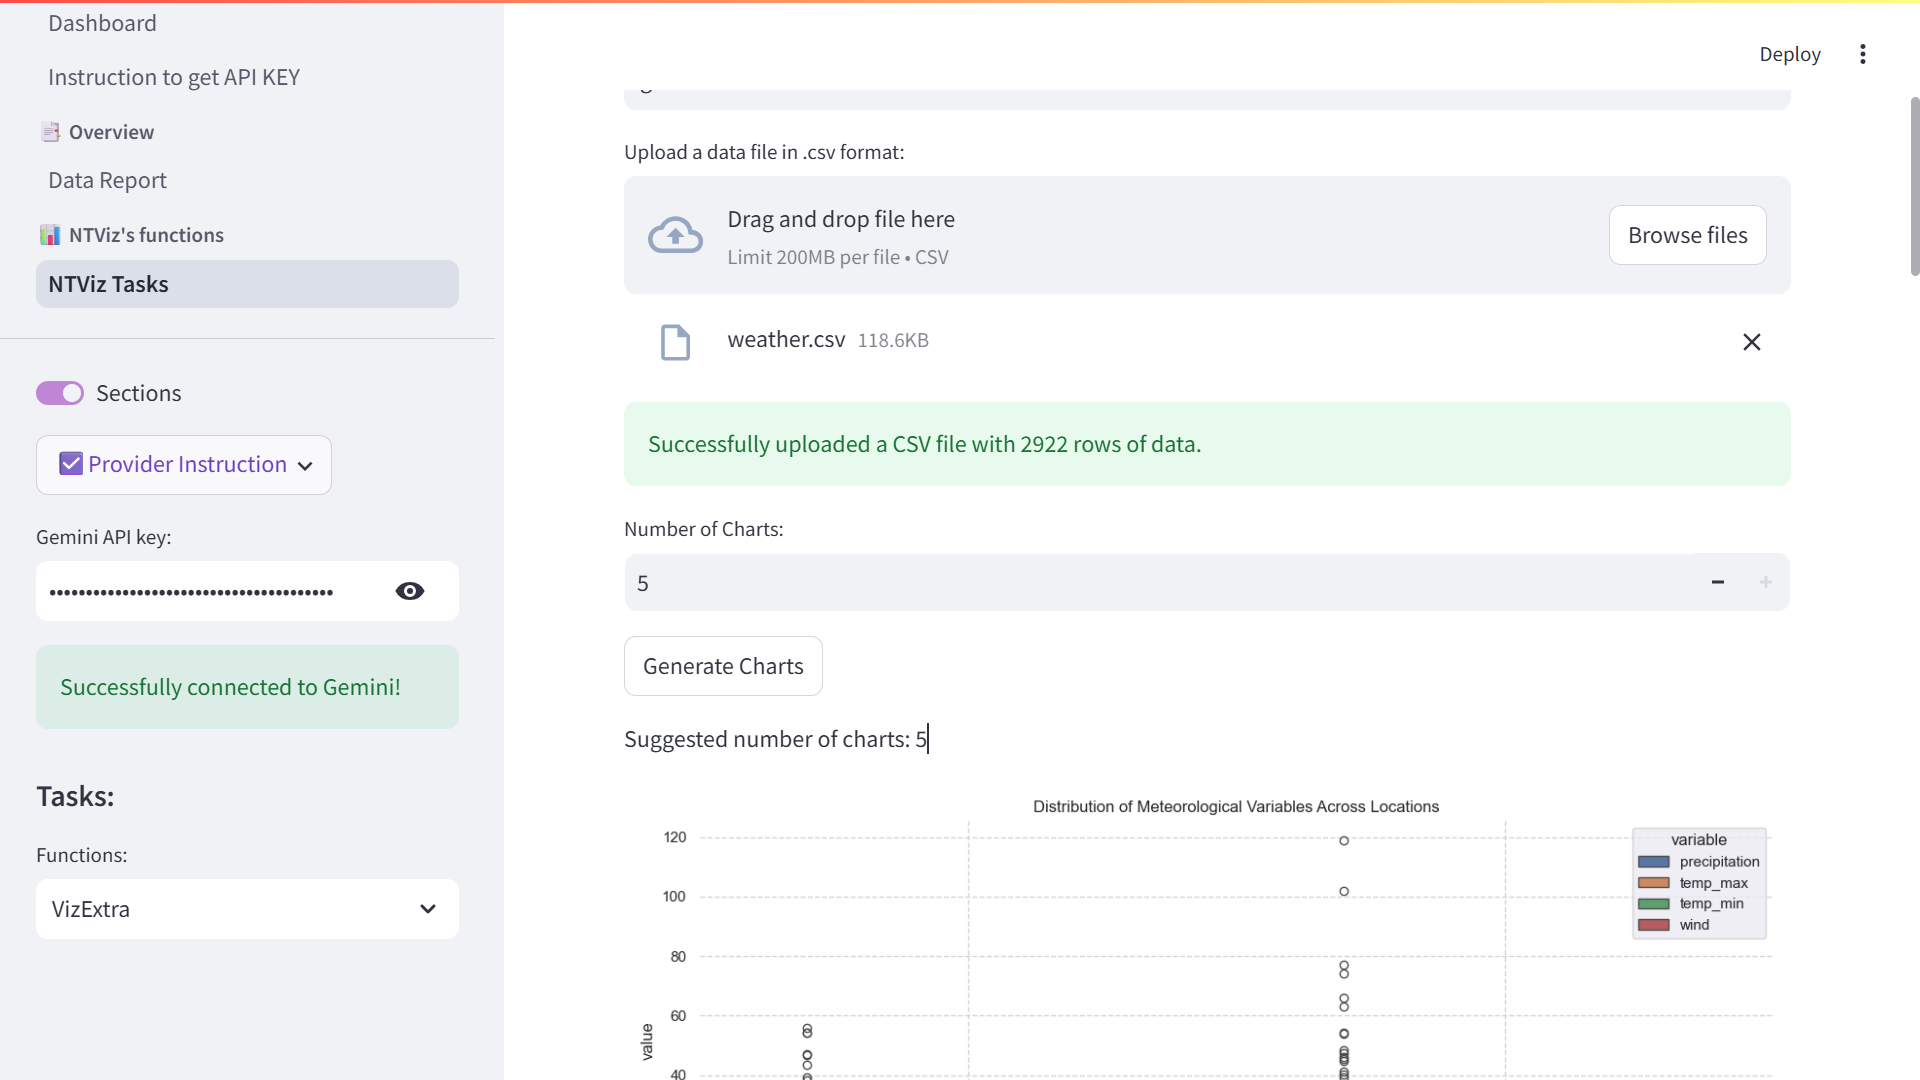 Dashboard
Instruction to get API KEY
Overview
Data Report
NTViz's functions
NTViz Tasks
Sections
Provider Instruction
Gemini API key:
••••••••••••••••••••••••••••••••••••••
Successfully connected to Gemini!
Tasks:
Functions:
VizExtra
Deploy
Upload a data file in .csv format:
Drag and drop file here
Limit 200MB per file • CSV
Browse files
weather.csv 118.6KB
Successfully uploaded a CSV file with 2922 rows of data.
Number of Charts:
5
Generate Charts
Suggested number of charts: 5
Distribution of Meteorological Variables Across Locations
120
100
80
60
40
value
variable
precipitation
temp_max
temp_min
wind